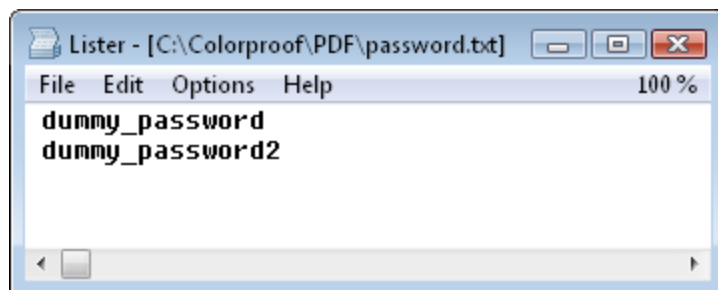 Lister - [C:\Colorproof\PDF\password.txt]
File Edit Options Help 100 %
dummy_password
dummy_password2